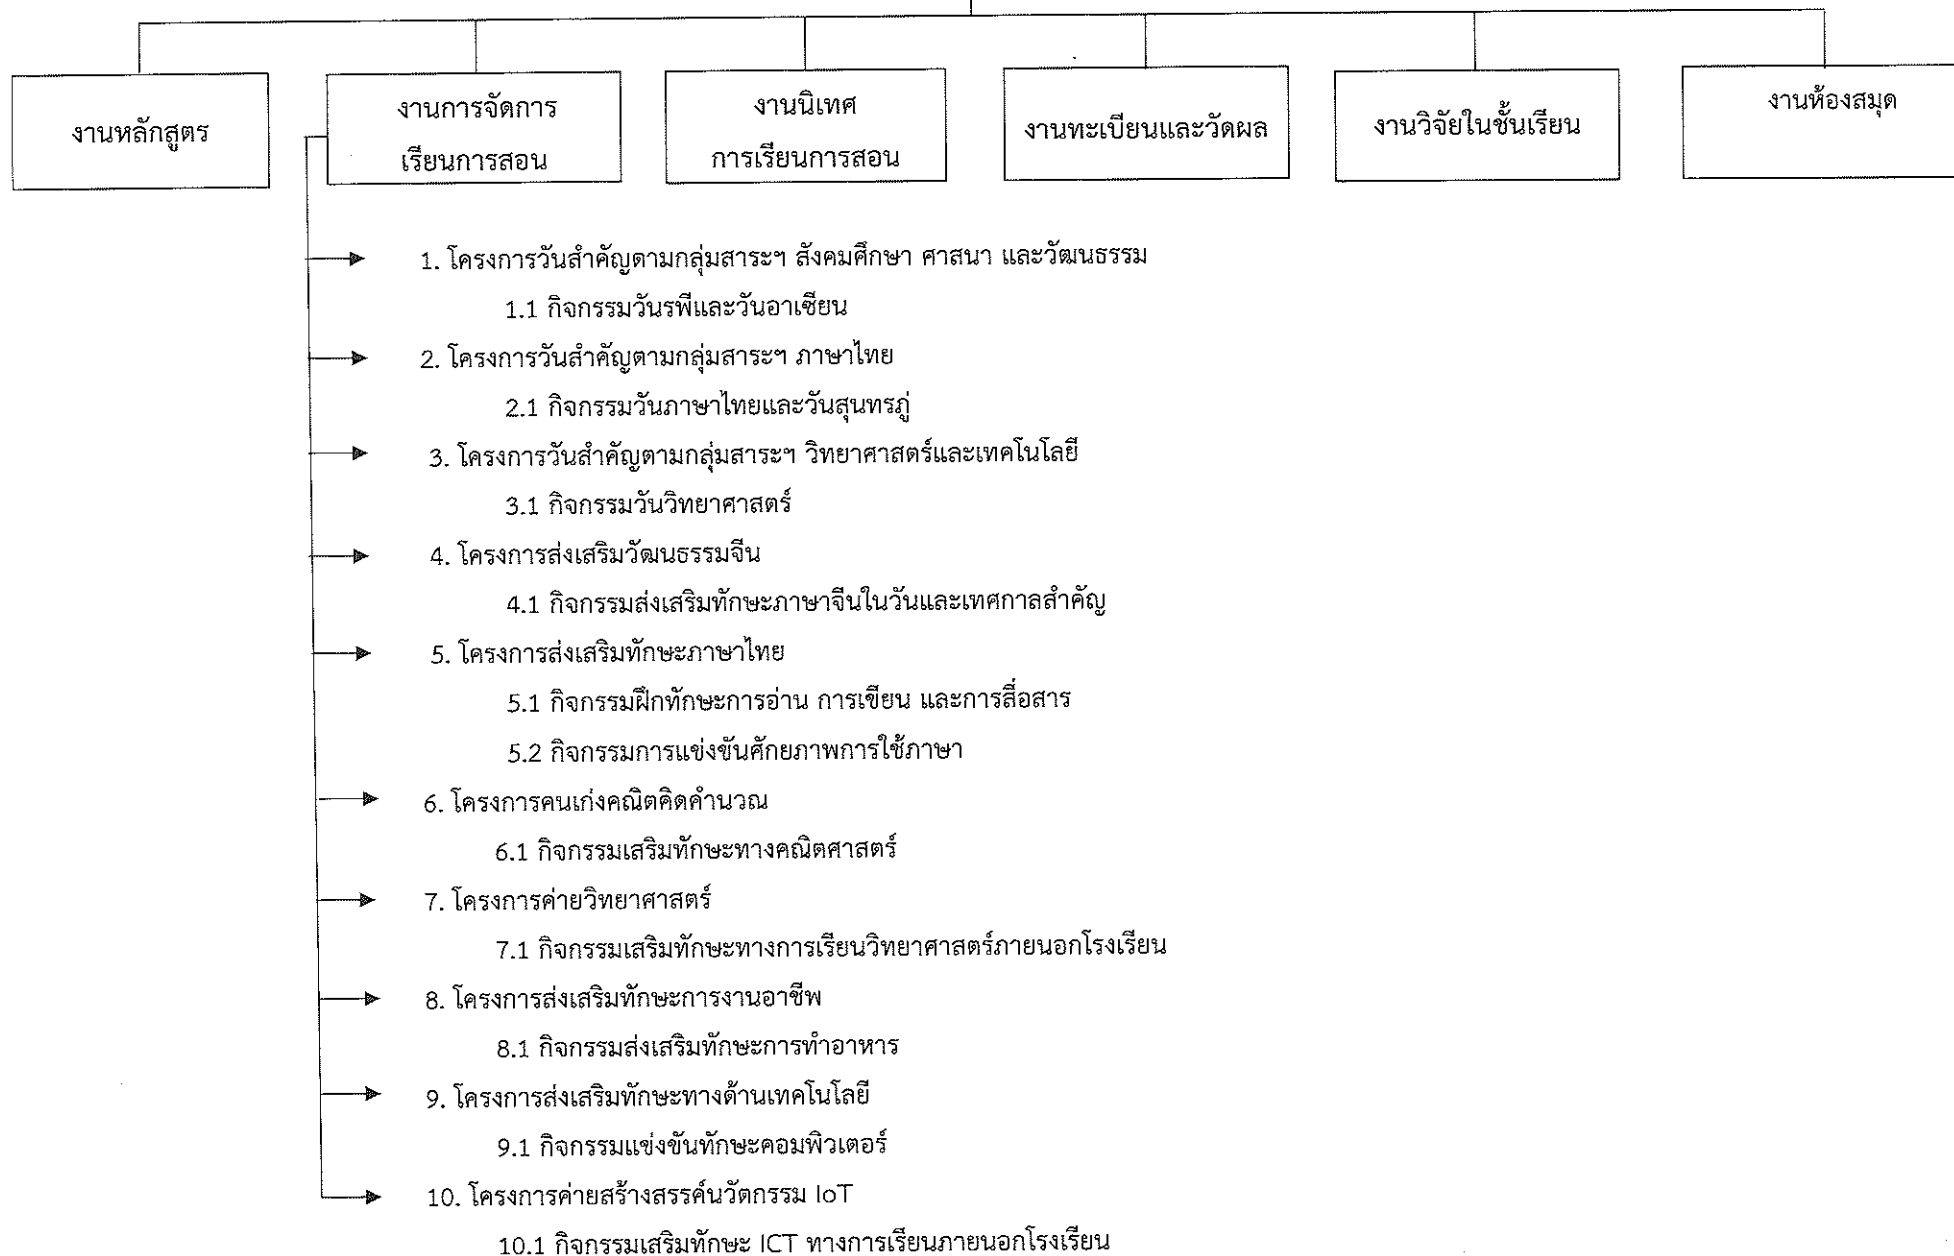 งานหลักสูตร
งานการจัดการ
เรียนการสอน
งานนิเทศ
การเรียนการสอน
งานทะเบียนและวัดผล
งานวิจัยในชั้นเรียน
งานห้องสมุด
1. โครงการวันสำคัญตามกลุ่มสาระฯ สังคมศึกษา ศาสนา และวัฒนธรรม
1.1 กิจกรรมวันรพีและวันอาเซียน
2. โครงการวันสำคัญตามกลุ่มสาระฯ ภาษาไทย
2.1 กิจกรรมวันภาษาไทยและวันสุนทรภู่
3. โครงการวันสำคัญตามกลุ่มสาระฯ วิทยาศาสตร์และเทคโนโลยี
3.1 กิจกรรมวันวิทยาศาสตร์
4. โครงการส่งเสริมวัฒนธรรมจีน
4.1 กิจกรรมส่งเสริมทักษะภาษาจีนในวันและเทศกาลสำคัญ
5. โครงการส่งเสริมทักษะภาษาไทย
5.1 กิจกรรมฝึกทักษะการอ่าน การเขียน และการสื่อสาร
5.2 กิจกรรมการแข่งขันศักยภาพการใช้ภาษา
6. โครงการคนเก่งคณิตคิดคำนวณ
6.1 กิจกรรมเสริมทักษะทางคณิตศาสตร์
7. โครงการค่ายวิทยาศาสตร์
7.1 กิจกรรมเสริมทักษะทางการเรียนวิทยาศาสตร์ภายนอกโรงเรียน
8. โครงการส่งเสริมทักษะการงานอาชีพ
8.1 กิจกรรมส่งเสริมทักษะการทำอาหาร
9. โครงการส่งเสริมทักษะทางด้านเทคโนโลยี
9.1 กิจกรรมแข่งขันทักษะคอมพิวเตอร์
10. โครงการค่ายสร้างสรรค์นวัตกรรม IoT
10.1 กิจกรรมเสริมทักษะ ICT ทางการเรียนภายนอกโรงเรียน